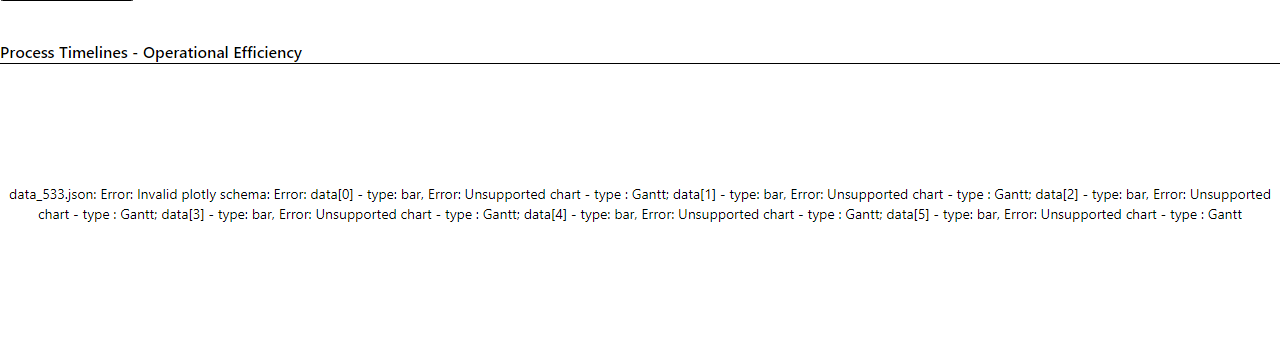 Process Timelines - Operational Efficiency
data_533.json: Error: Invalid plotly schema: Error: data[0] - type: bar, Error: Unsupported chart - type : Gantt; data[1] - type: bar, Error: Unsupported chart - type : Gantt; data[2] - type: bar, Error: Unsupported
chart - type : Gantt; data[3] - type: bar, Error: Unsupported chart - type : Gantt; data[4] - type: bar, Error: Unsupported chart - type : Gantt; data[5] - type: bar, Error: Unsupported chart - type : Gantt